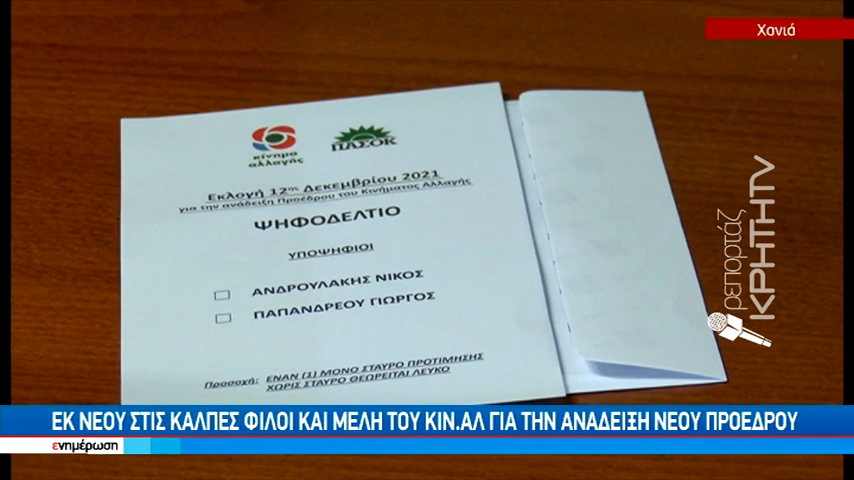 Χανιά
κίνημα
αλλαγής
ΠΑΣΟΚ
Εκλογή 12ης Δεκεμβρίου 2021
για την ανάδειξη Προέδρου του Κινήματος Αλλαγής
ΨΗΦΟΔΕΛΤΙΟ
ΥΠΟΨΗΦΙΟΙ
ΑΝΔΡΟΥΛΑΚΗΣ ΝΙΚΟΣ
ΠΑΠΑΝΔΡΕΟΥ ΓΙΩΡΓΟΣ
Προσοχή: ΕΝΑΝ (1) ΜΟΝΟ ΣΤΑΥΡΟ ΠΡΟΤΙΜΗΣΗΣ
ΧΩΡΙΣ ΣΤΑΥΡΟ ΘΕΩΡΕΙΤΑΙ ΛΕΥΚΟ
ρεπορτάζ
ΚΡΗΤΗTV
ΕΚ ΝΕΟΥ ΣΤΙΣ ΚΑΛΠΕΣ ΦΙΛΟΙ ΚΑΙ ΜΕΛΗ ΤΟΥ ΚΙΝ.ΑΛ ΓΙΑ ΤΗΝ ΑΝΑΔΕΙΞΗ ΝΕΟΥ ΠΡΟΕΔΡΟΥ
ενημέρωση